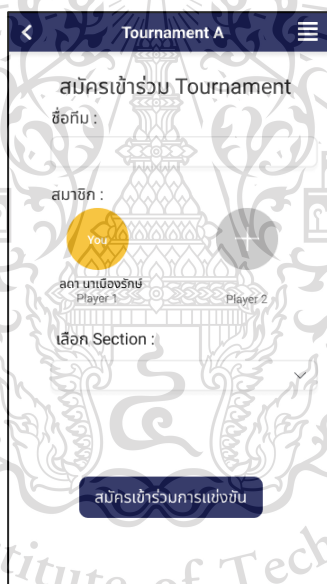 Tournament A
สมัครเข้าร่วม Tournament
ชื่อทีม :
สมาชิก :
You
ลดา นาเมืองรักษ์
Player 1
Player 2
เลือก Section :
สมัครเข้าร่วมการแข่งขัน
titute of Tech